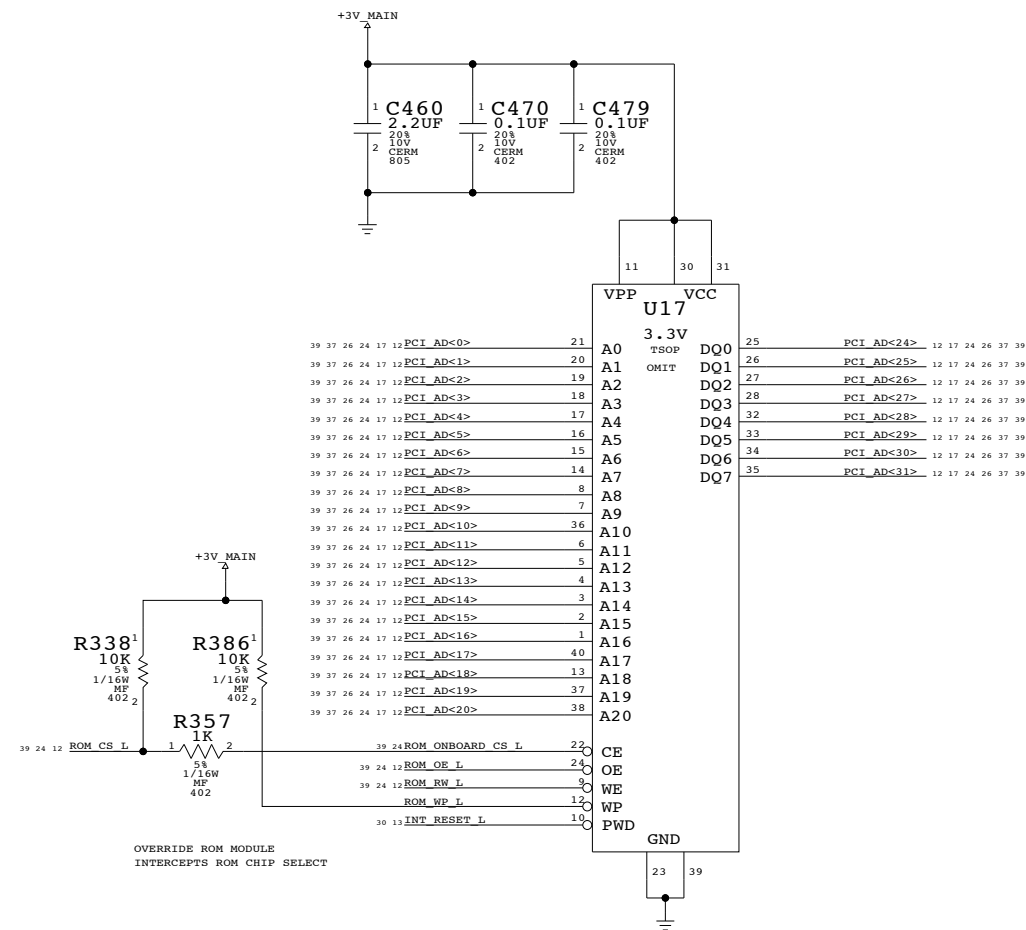 +3V_MAIN
1 C460
2.2UF
20%
10V
2 CERM
805
1 C470
0.1UF
20%
10V
2 CERM
402
1 C479
0.1UF
20%
10V
2 CERM
402
11 30 31
VPP VCC
U17
3.3V
TSOP
OMIT
39 37 26 24 17 12 PCI_AD<0> 21 A0 DQ0 25 PCI_AD<24> 12 17 24 26 37 39
39 37 26 24 17 12 PCI_AD<1> 20 A1 DQ1 26 PCI_AD<25> 12 17 24 26 37 39
39 37 26 24 17 12 PCI_AD<2> 19 A2 DQ2 27 PCI_AD<26> 12 17 24 26 37 39
39 37 26 24 17 12 PCI_AD<3> 18 A3 DQ3 28 PCI_AD<27> 12 17 24 26 37 39
39 37 26 24 17 12 PCI_AD<4> 17 A4 DQ4 32 PCI_AD<28> 12 17 24 26 37 39
39 37 26 24 17 12 PCI_AD<5> 16 A5 DQ5 33 PCI_AD<29> 12 17 24 26 37 39
39 37 26 24 17 12 PCI_AD<6> 15 A6 DQ6 34 PCI_AD<30> 12 17 24 26 37 39
39 37 26 24 17 12 PCI_AD<7> 14 A7 DQ7 35 PCI_AD<31> 12 17 24 26 37 39
39 37 26 24 17 12 PCI_AD<8> 8 A8
39 37 26 24 17 12 PCI_AD<9> 7 A9
39 37 26 24 17 12 PCI_AD<10> 36 A10
39 37 26 24 17 12 PCI_AD<11> 6 A11
39 37 26 24 17 12 PCI_AD<12> 5 A12
39 37 26 24 17 12 PCI_AD<13> 4 A13
39 37 26 24 17 12 PCI_AD<14> 3 A14
39 37 26 24 17 12 PCI_AD<15> 2 A15
39 37 26 24 17 12 PCI_AD<16> 1 A16
39 37 26 24 17 12 PCI_AD<17> 40 A17
39 37 26 24 17 12 PCI_AD<18> 13 A18
39 37 26 24 17 12 PCI_AD<19> 37 A19
39 37 26 24 17 12 PCI_AD<20> 38 A20
+3V_MAIN
R338 1
10K
5%
1/16W
MF
402 2
R386 1
10K
5%
1/16W
MF
402 2
R357
1K
39 24 12 ROM_CS_L 1 2
5%
1/16W
MF
402
39 24 ROM_ONBOARD_CS_L 22 CE
39 24 12 ROM_OE_L 24 OE
39 24 12 ROM_RW_L 9 WE
ROM_WP_L 12 WP
30 13 INT_RESET_L 10 PWD
GND
23 39
OVERRIDE ROM MODULE
INTERCEPTS ROM CHIP SELECT